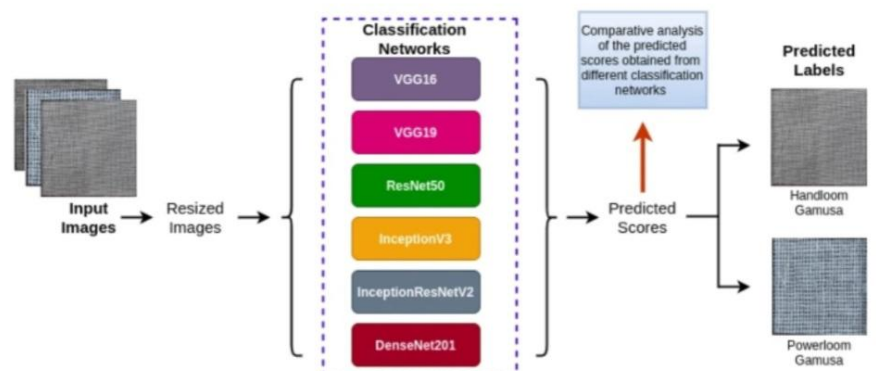 Input
Images
Resized
Images
Classification
Networks
VGG16
VGG19
ResNet50
InceptionV3
InceptionResNetV2
DenseNet201
Predicted
Scores
Comparative analysis
of the predicted
scores obtained from
different classification
networks
Predicted
Labels
Handloom
Gamusa
Powerloom
Gamusa